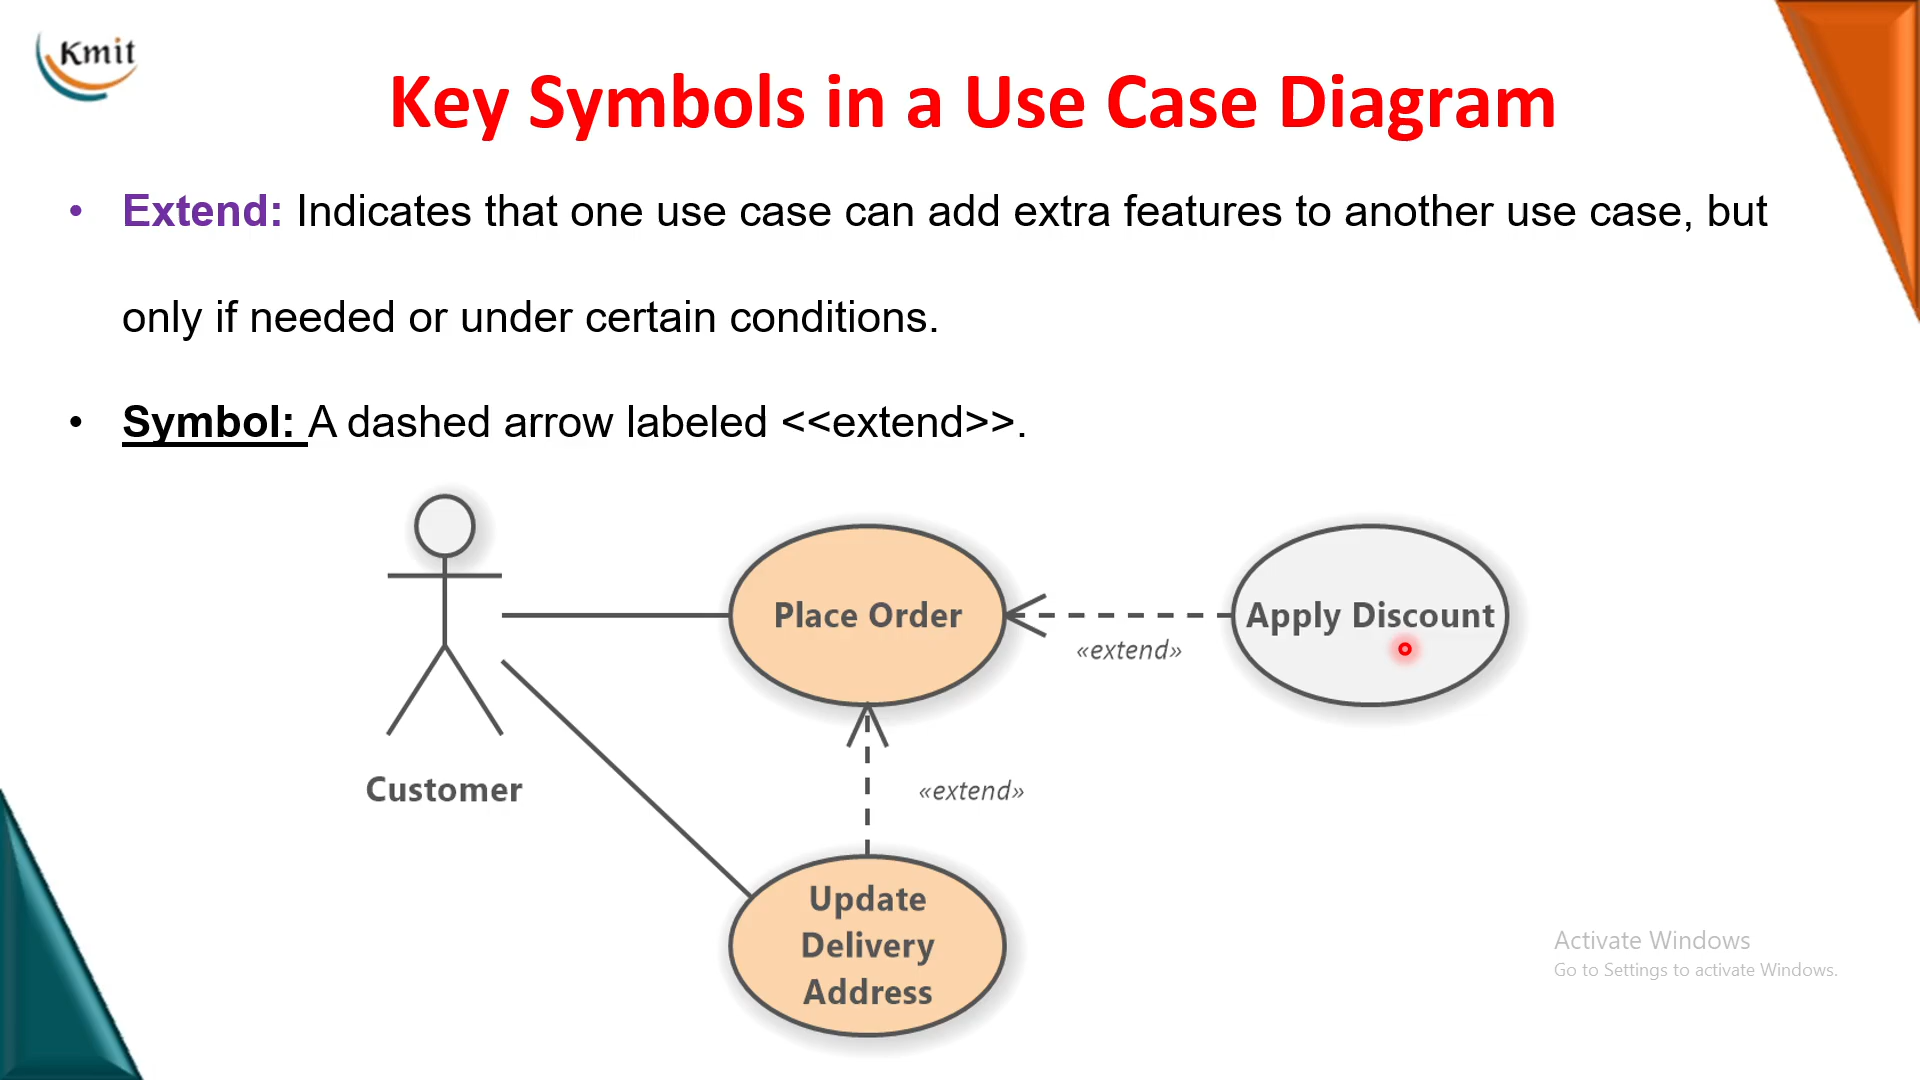 Kmit
Key Symbols in a Use Case Diagram
• Extend: Indicates that one use case can add extra features to another use case, but
only if needed or under certain conditions.
• Symbol: A dashed arrow labeled <<extend>>.
Place Order
Apply Discount
«extend»
Customer
«extend»
Update
Delivery
Address
Activate Windows
Go to Settings to activate Windows.